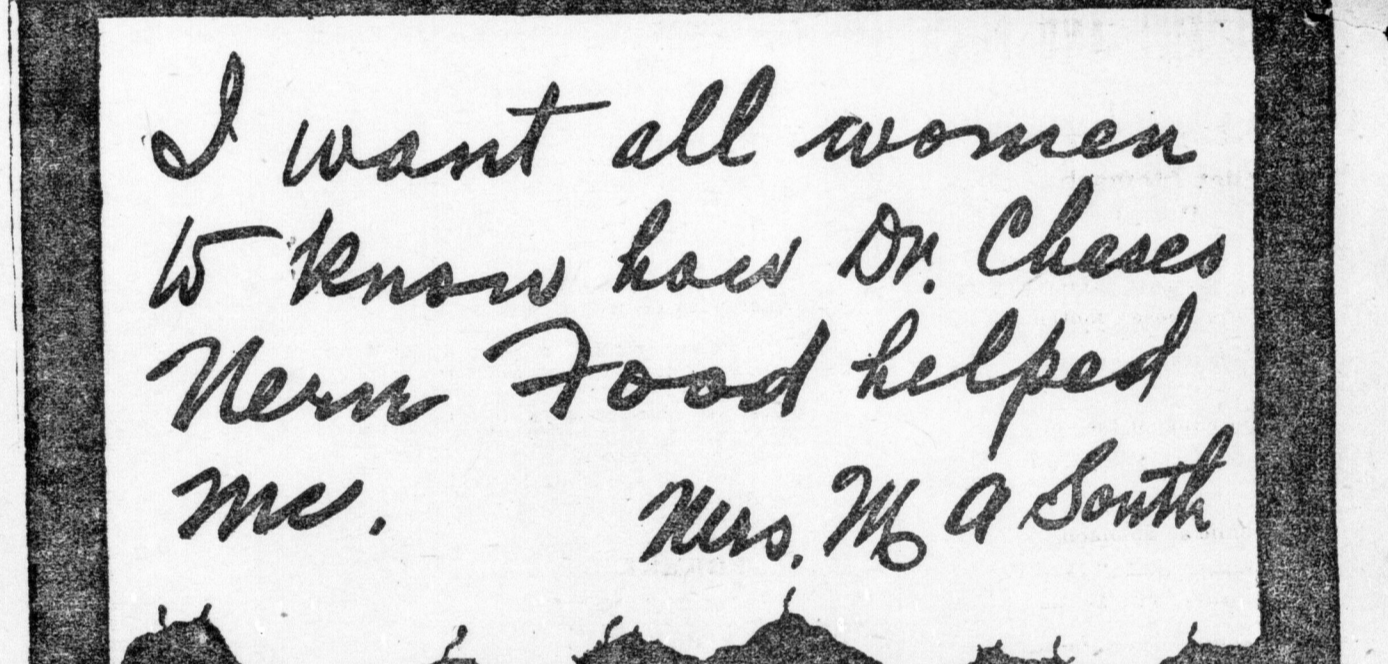 I want all women
to know how Dr. Chases
Nerve Food helped
me. Mrs. M A South